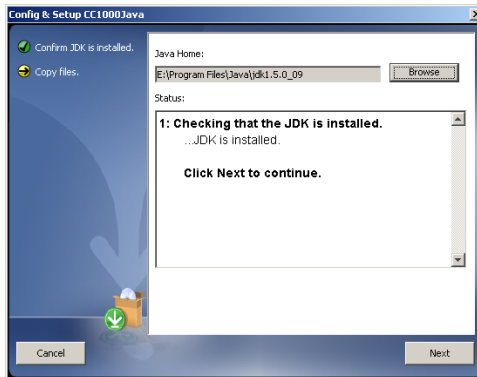 Config & Setup CC1000Java
Confirm JDK is installed.
Copy files.
Java Home:
E:\Program Files\Java\jdk1.5.0_09
Browse
Status:
1: Checking that the JDK is installed.
...JDK is installed.
Click Next to continue.
Cancel
Next